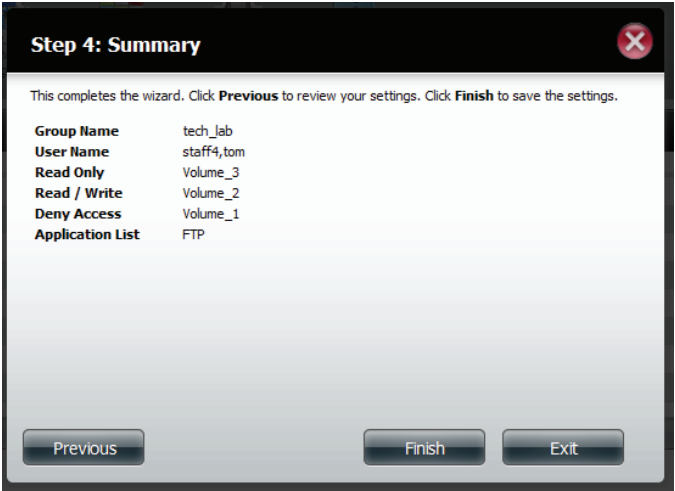 Step 4: Summary
This completes the wizard. Click Previous to review your settings. Click Finish to save the settings.
Group Name tech_lab
User Name staff4,tom
Read Only Volume_3
Read / Write Volume_2
Deny Access Volume_1
Application List FTP
Previous Finish Exit